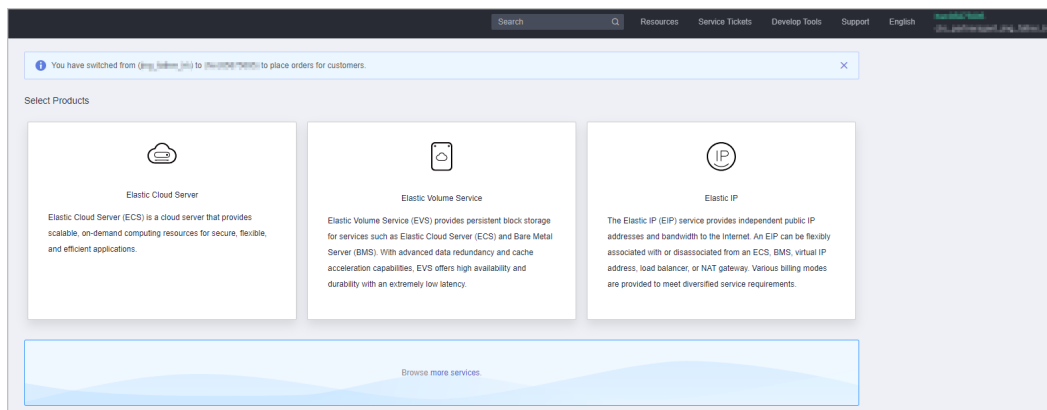 Search
Resources
Service Tickets
Develop Tools
Support
English
You have switched from ( ) to ( ) to place orders for customers.
Select Products
Elastic Cloud Server
Elastic Cloud Server (ECS) is a cloud server that provides
scalable, on-demand computing resources for secure, flexible,
and efficient applications.
Elastic Volume Service
Elastic Volume Service (EVS) provides persistent block storage
for services such as Elastic Cloud Server (ECS) and Bare Metal
Server (BMS). With advanced data redundancy and cache
acceleration capabilities, EVS offers high availability and
durability with an extremely low latency.
IP
Elastic IP
The Elastic IP (EIP) service provides independent public IP
addresses and bandwidth to the Internet. An EIP can be flexibly
associated with or disassociated from an ECS, BMS, virtual IP
address, load balancer, or NAT gateway. Various billing modes
are provided to meet diversified service requirements.
Browse more services.